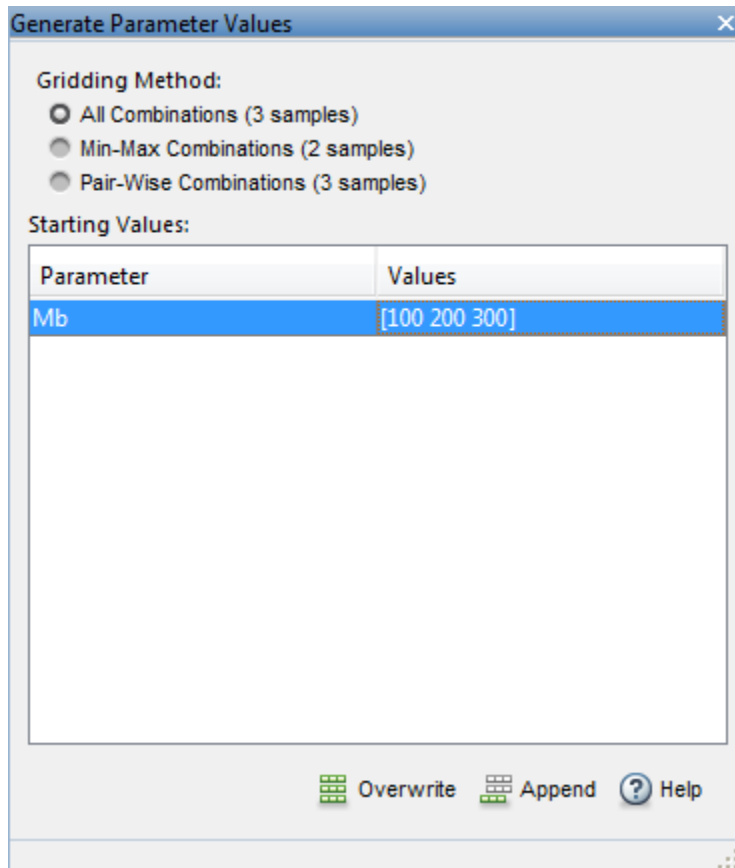 Generate Parameter Values
Gridding Method:
All Combinations (3 samples)
Min-Max Combinations (2 samples)
Pair-Wise Combinations (3 samples)
Starting Values:
Parameter Values
Mb [100 200 300]
Overwrite Append Help